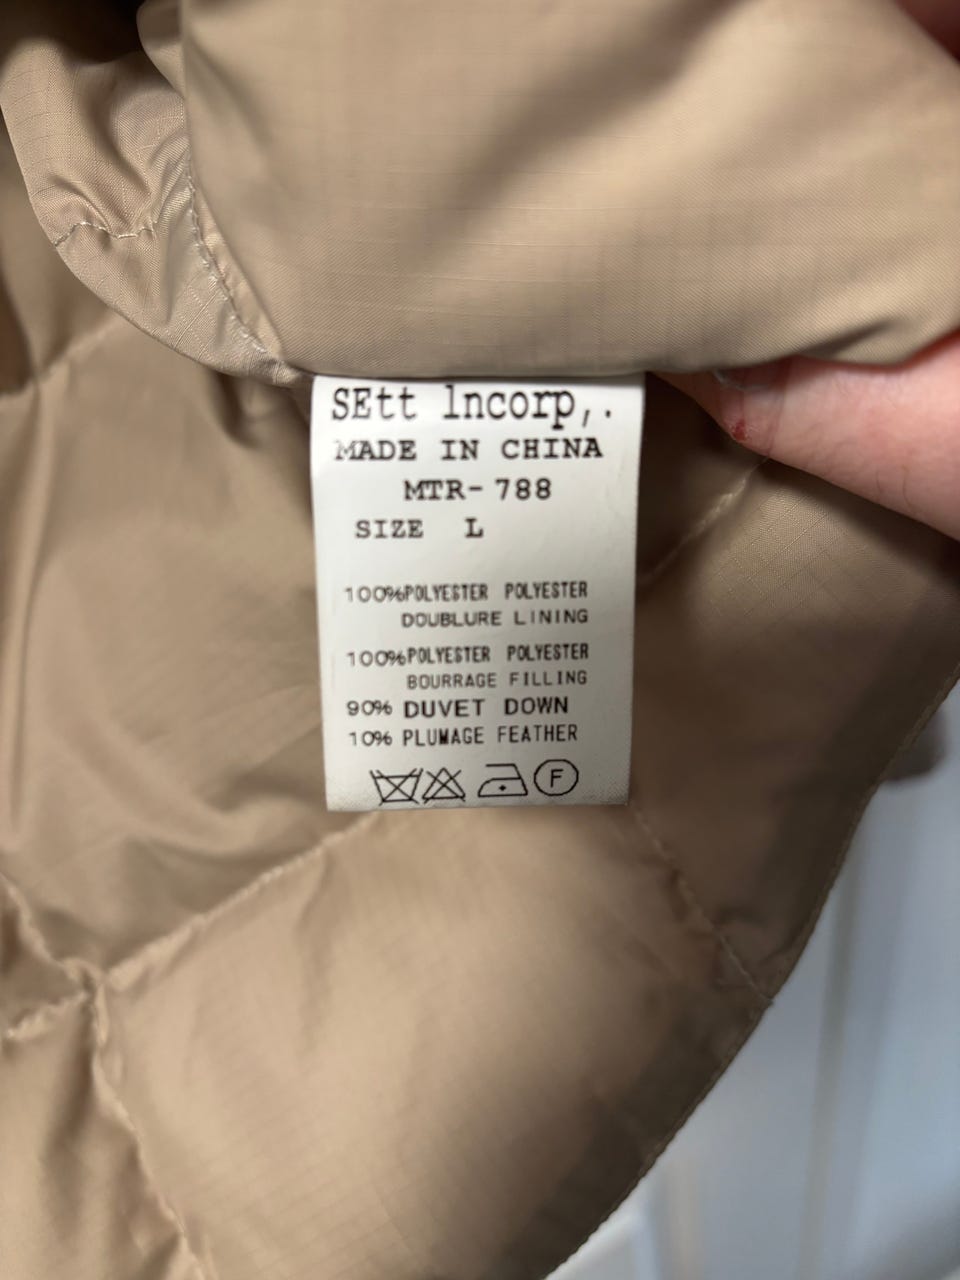 SEtt lncorp,.
MADE IN CHINA
MTR-788
SIZE L
100%POLYESTER POLYESTER
DOUBLURE LINING
100%POLYESTER POLYESTER
BOURRAGE FILLING
90% DUVET DOWN
10% PLUMAGE FEATHER
F